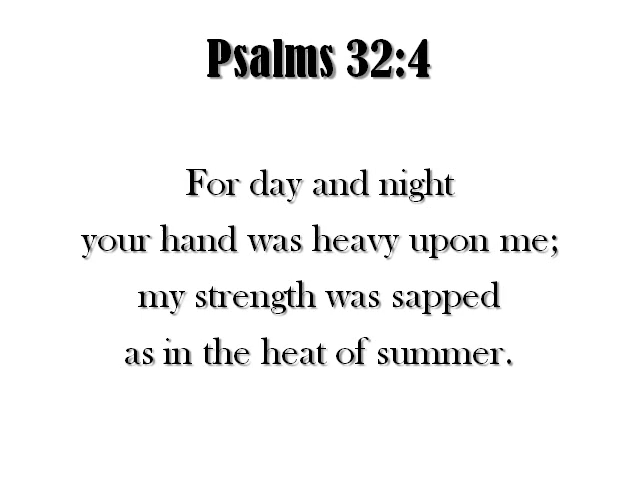 Psalms 32:4
For day and night
your hand was heavy upon me;
my strength was sapped
as in the heat of summer.